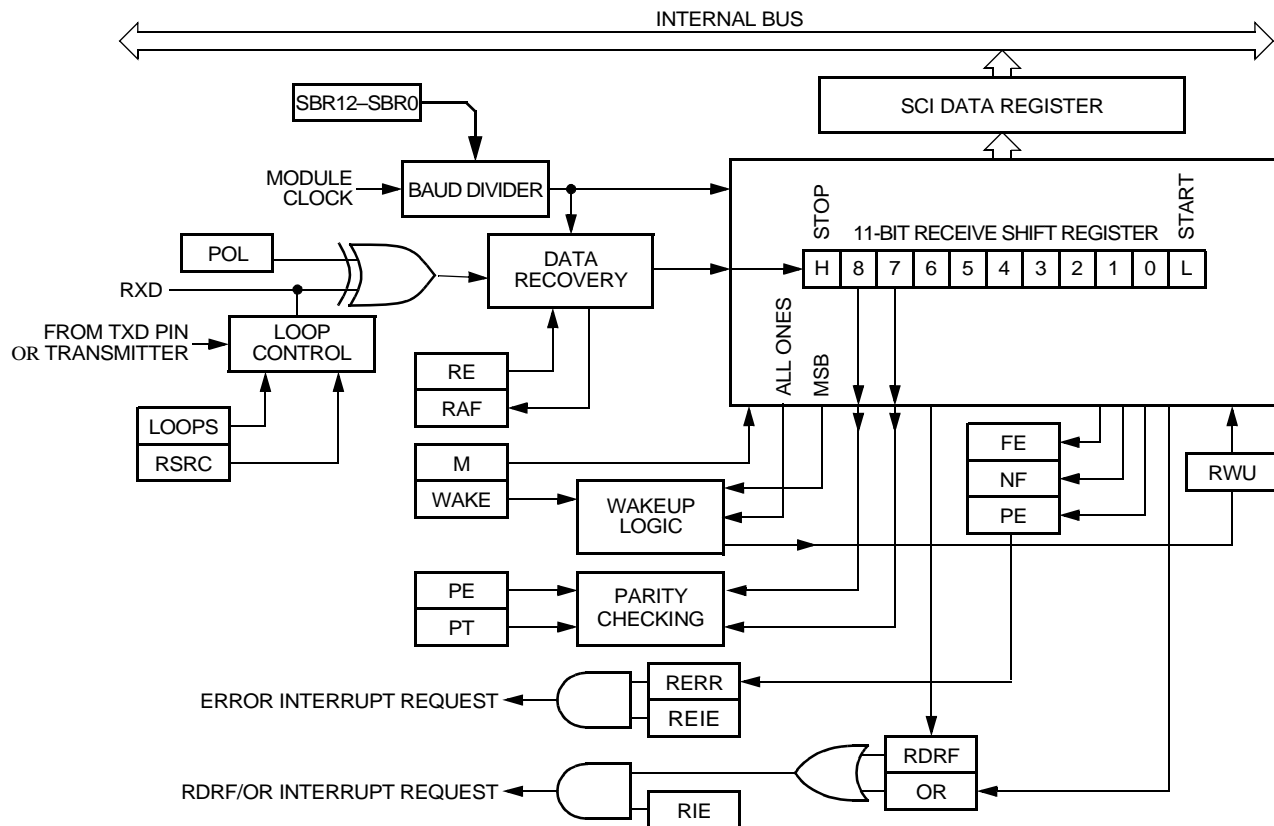 INTERNAL BUS
SBR12–SBR0
SCI DATA REGISTER
MODULE
CLOCK
BAUD DIVIDER
STOP
11-BIT RECEIVE SHIFT REGISTER
START
H 8 7 6 5 4 3 2 1 0 L
POL
DATA
RECOVERY
RXD
FROM TXD PIN
OR TRANSMITTER
LOOP
CONTROL
ALL ONES
MSB
RE
RAF
LOOPS
RSRC
M
WAKE
WAKEUP
LOGIC
FE
NF
PE
RWU
PE
PT
PARITY
CHECKING
ERROR INTERRUPT REQUEST
RERR
REIE
RDRF
OR
RDRF/OR INTERRUPT REQUEST
RIE